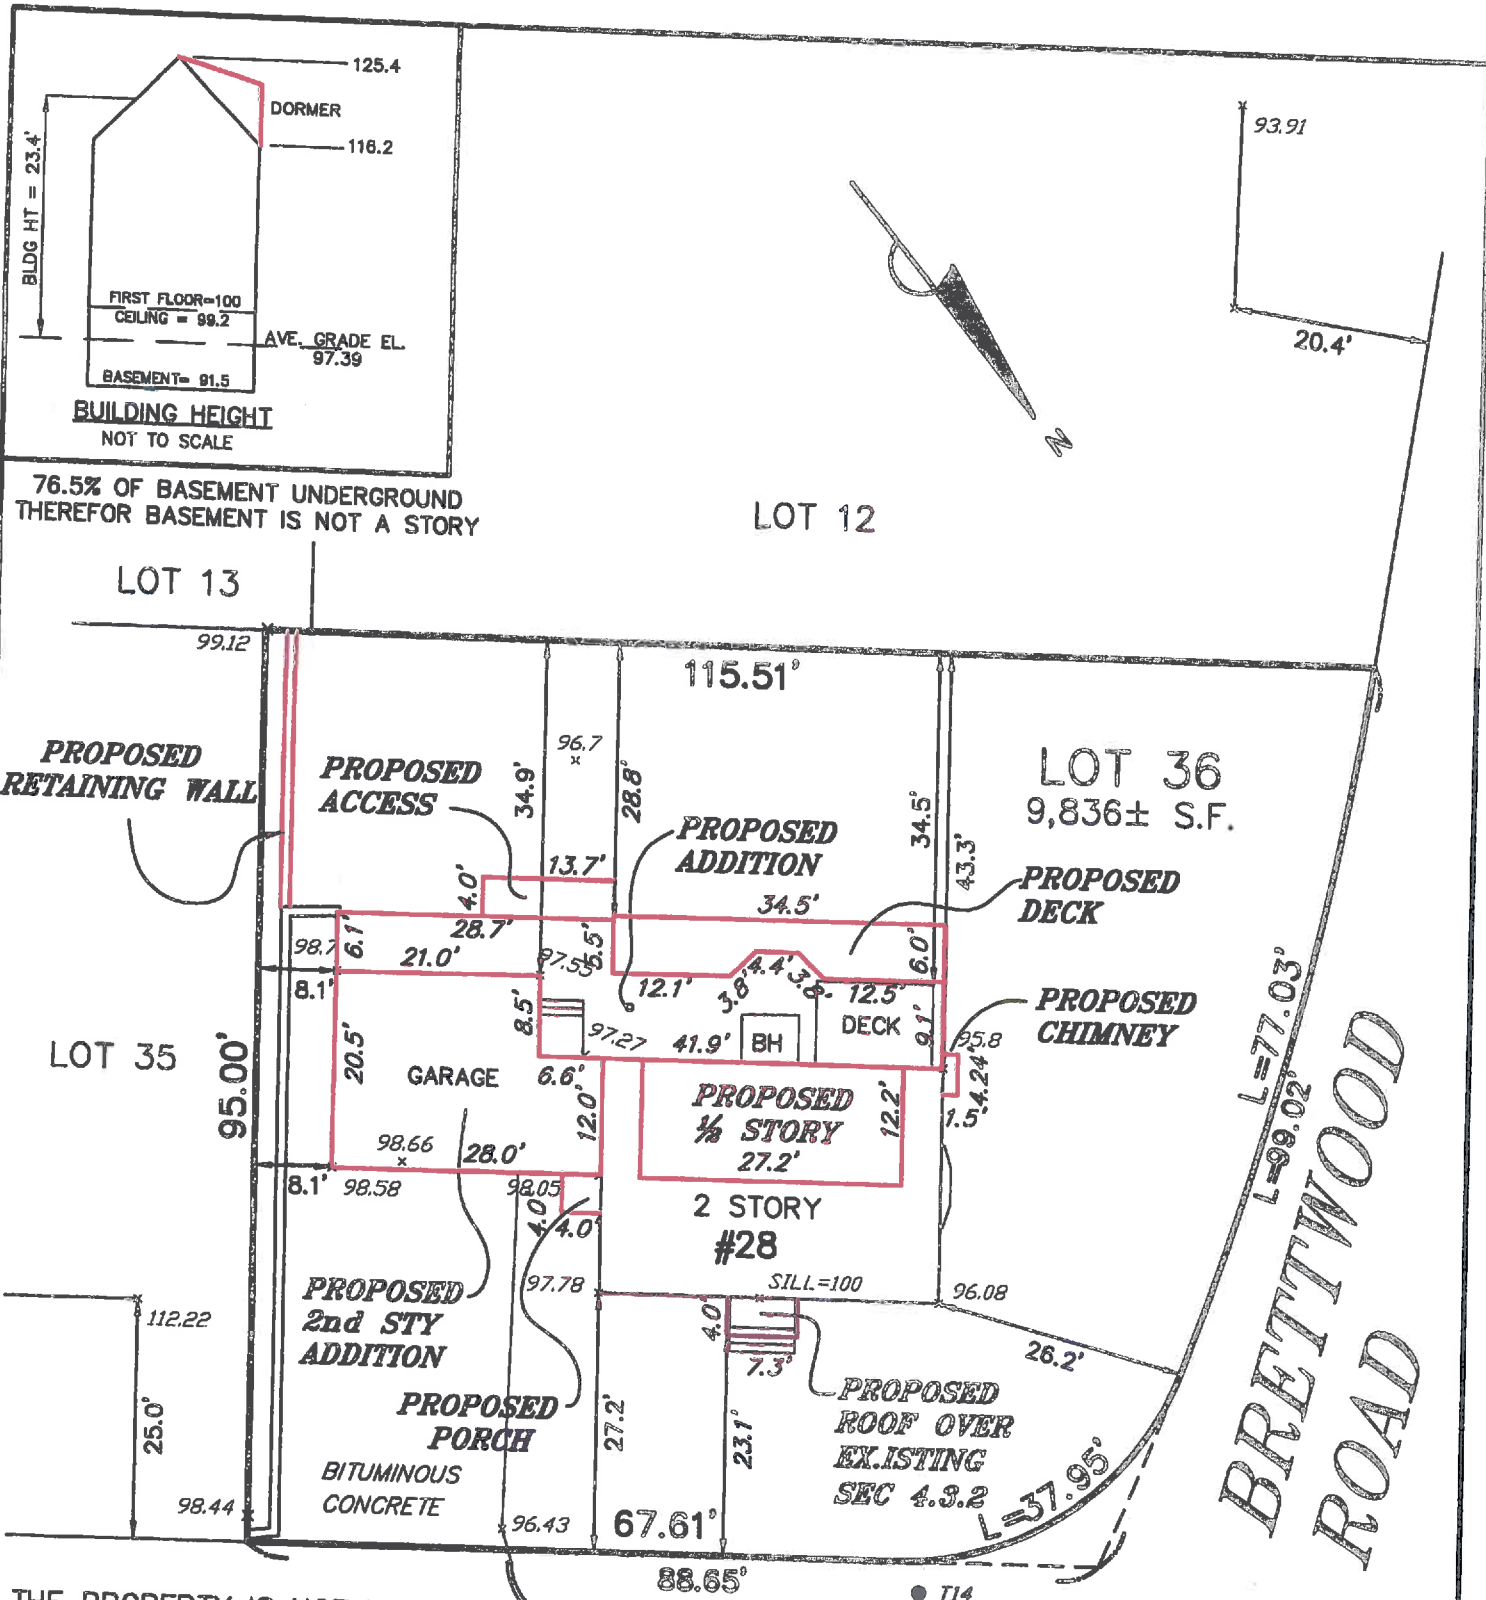 125.4
DORMER
116.2
BLDG HT = 23.4'
FIRST FLOOR=100
CEILING = 99.2
AVE. GRADE EL.
97.39
BASEMENT= 91.5
BUILDING HEIGHT
NOT TO SCALE
76.5% OF BASEMENT UNDERGROUND
THEREFOR BASEMENT IS NOT A STORY
93.91
20.4'
N
LOT 12
LOT 13
99.12
115.51'
PROPOSED
RETAINING WALL
PROPOSED
ACCESS
34.9'
96.7
28.8'
PROPOSED
ADDITION
34.5'
43.3'
LOT 36
9,836± S.F.
PROPOSED
DECK
4.0'
13.7'
34.5'
28.7'
98.7
6.1'
21.0'
97.55
5.5'
6.0'
8.1'
12.1'
3.8'
4.4'
3.8'
12.5'
DECK
9.1'
PROPOSED
CHIMNEY
L=77.03'
LOT 35
95.00'
20.5'
GARAGE
8.5'
97.27
41.9'
BH
95.8
6.6'
12.0'
PROPOSED
½ STORY
27.2'
12.2'
1.5'
4.24'
L=99.02'
98.66
28.0'
8.1'
98.58
98.05
4.0'
4.0'
2 STORY
#28
97.78
SILL=100
96.08
112.22
PROPOSED
2nd STY
ADDITION
4.0'
7.3'
26.2'
PROPOSED
PORCH
25.0'
27.2'
23.1'
PROPOSED
ROOF OVER
EX.ISTING
SEC 4.3.2
BITUMINOUS
CONCRETE
98.44
96.43
67.61'
L=37.95'
BRETTWOOD
ROAD
88.65'
T14
THE PROPERTY IS